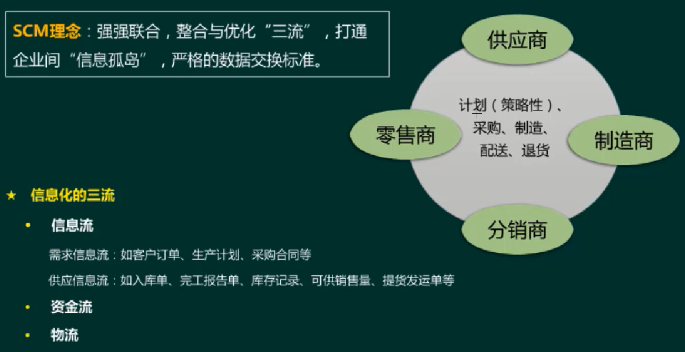 SCM理念：强强联合，整合与优化“三流”，打通
企业间“信息孤岛”，严格的数据交换标准。
供应商
计划（策略性）、
采购、制造、
配送、退货
零售商
制造商
分销商
★ 信息化的三流
• 信息流
需求信息流：如客户订单、生产计划、采购合同等
供应信息流：如入库单、完工报告单、库存记录、可供销售量、提货发运单等
• 资金流
• 物流